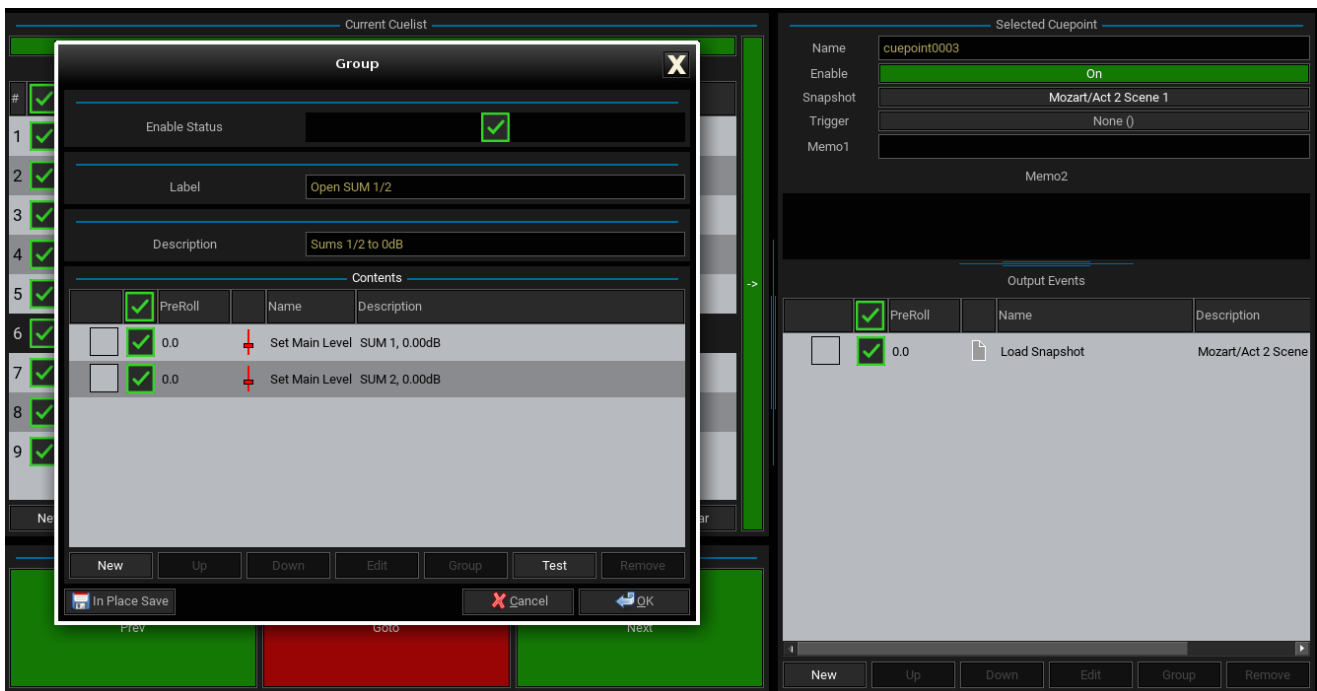 Current Cuelist
#
1
2
3
4
5
6
7
8
9
Prev
Goto
Next
->
Group
X
Enable Status
Label
Open SUM 1/2
Description
Sums 1/2 to 0dB
Contents
PreRoll Name Description
0.0 Set Main Level SUM 1, 0.00dB
0.0 Set Main Level SUM 2, 0.00dB
New Up Down Edit Group Test Remove
In Place Save Cancel OK
Selected Cuepoint
Name cuepoint0003
Enable On
Snapshot Mozart/Act 2 Scene 1
Trigger None ()
Memo1
Memo2
Output Events
PreRoll Name Description
0.0 Load Snapshot Mozart/Act 2 Scene
New Up Down Edit Group Remove